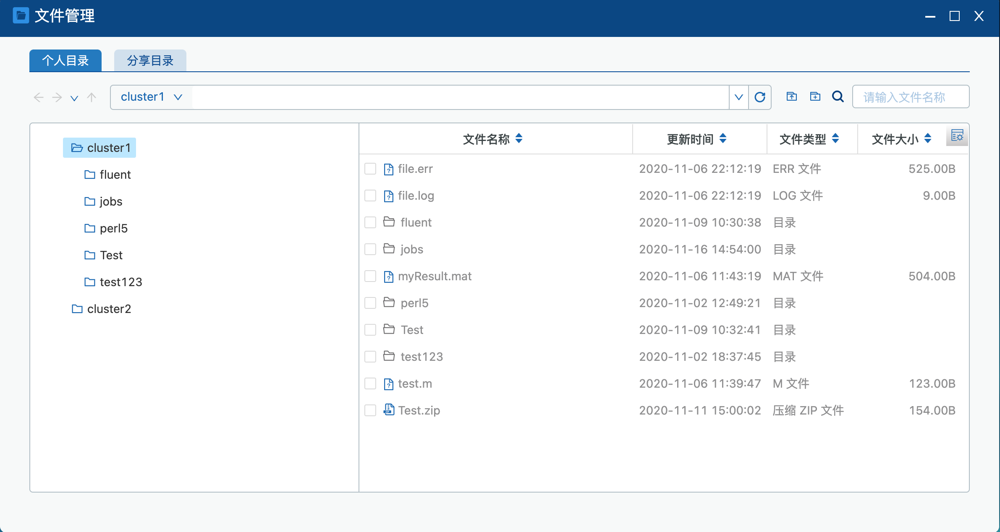 文件管理
个人目录 分享目录
cluster1 请输入文件名称
cluster1
fluent
jobs
perl5
Test
test123
cluster2
文件名称 更新时间 文件类型 文件大小
file.err 2020-11-06 22:12:19 ERR 文件 525.00B
file.log 2020-11-06 22:12:19 LOG 文件 9.00B
fluent 2020-11-09 10:30:38 目录
jobs 2020-11-16 14:54:00 目录
myResult.mat 2020-11-06 11:43:19 MAT 文件 504.00B
perl5 2020-11-02 12:49:21 目录
Test 2020-11-09 10:32:41 目录
test123 2020-11-02 18:37:45 目录
test.m 2020-11-06 11:39:47 M 文件 123.00B
Test.zip 2020-11-11 15:00:02 压缩 ZIP 文件 154.00B